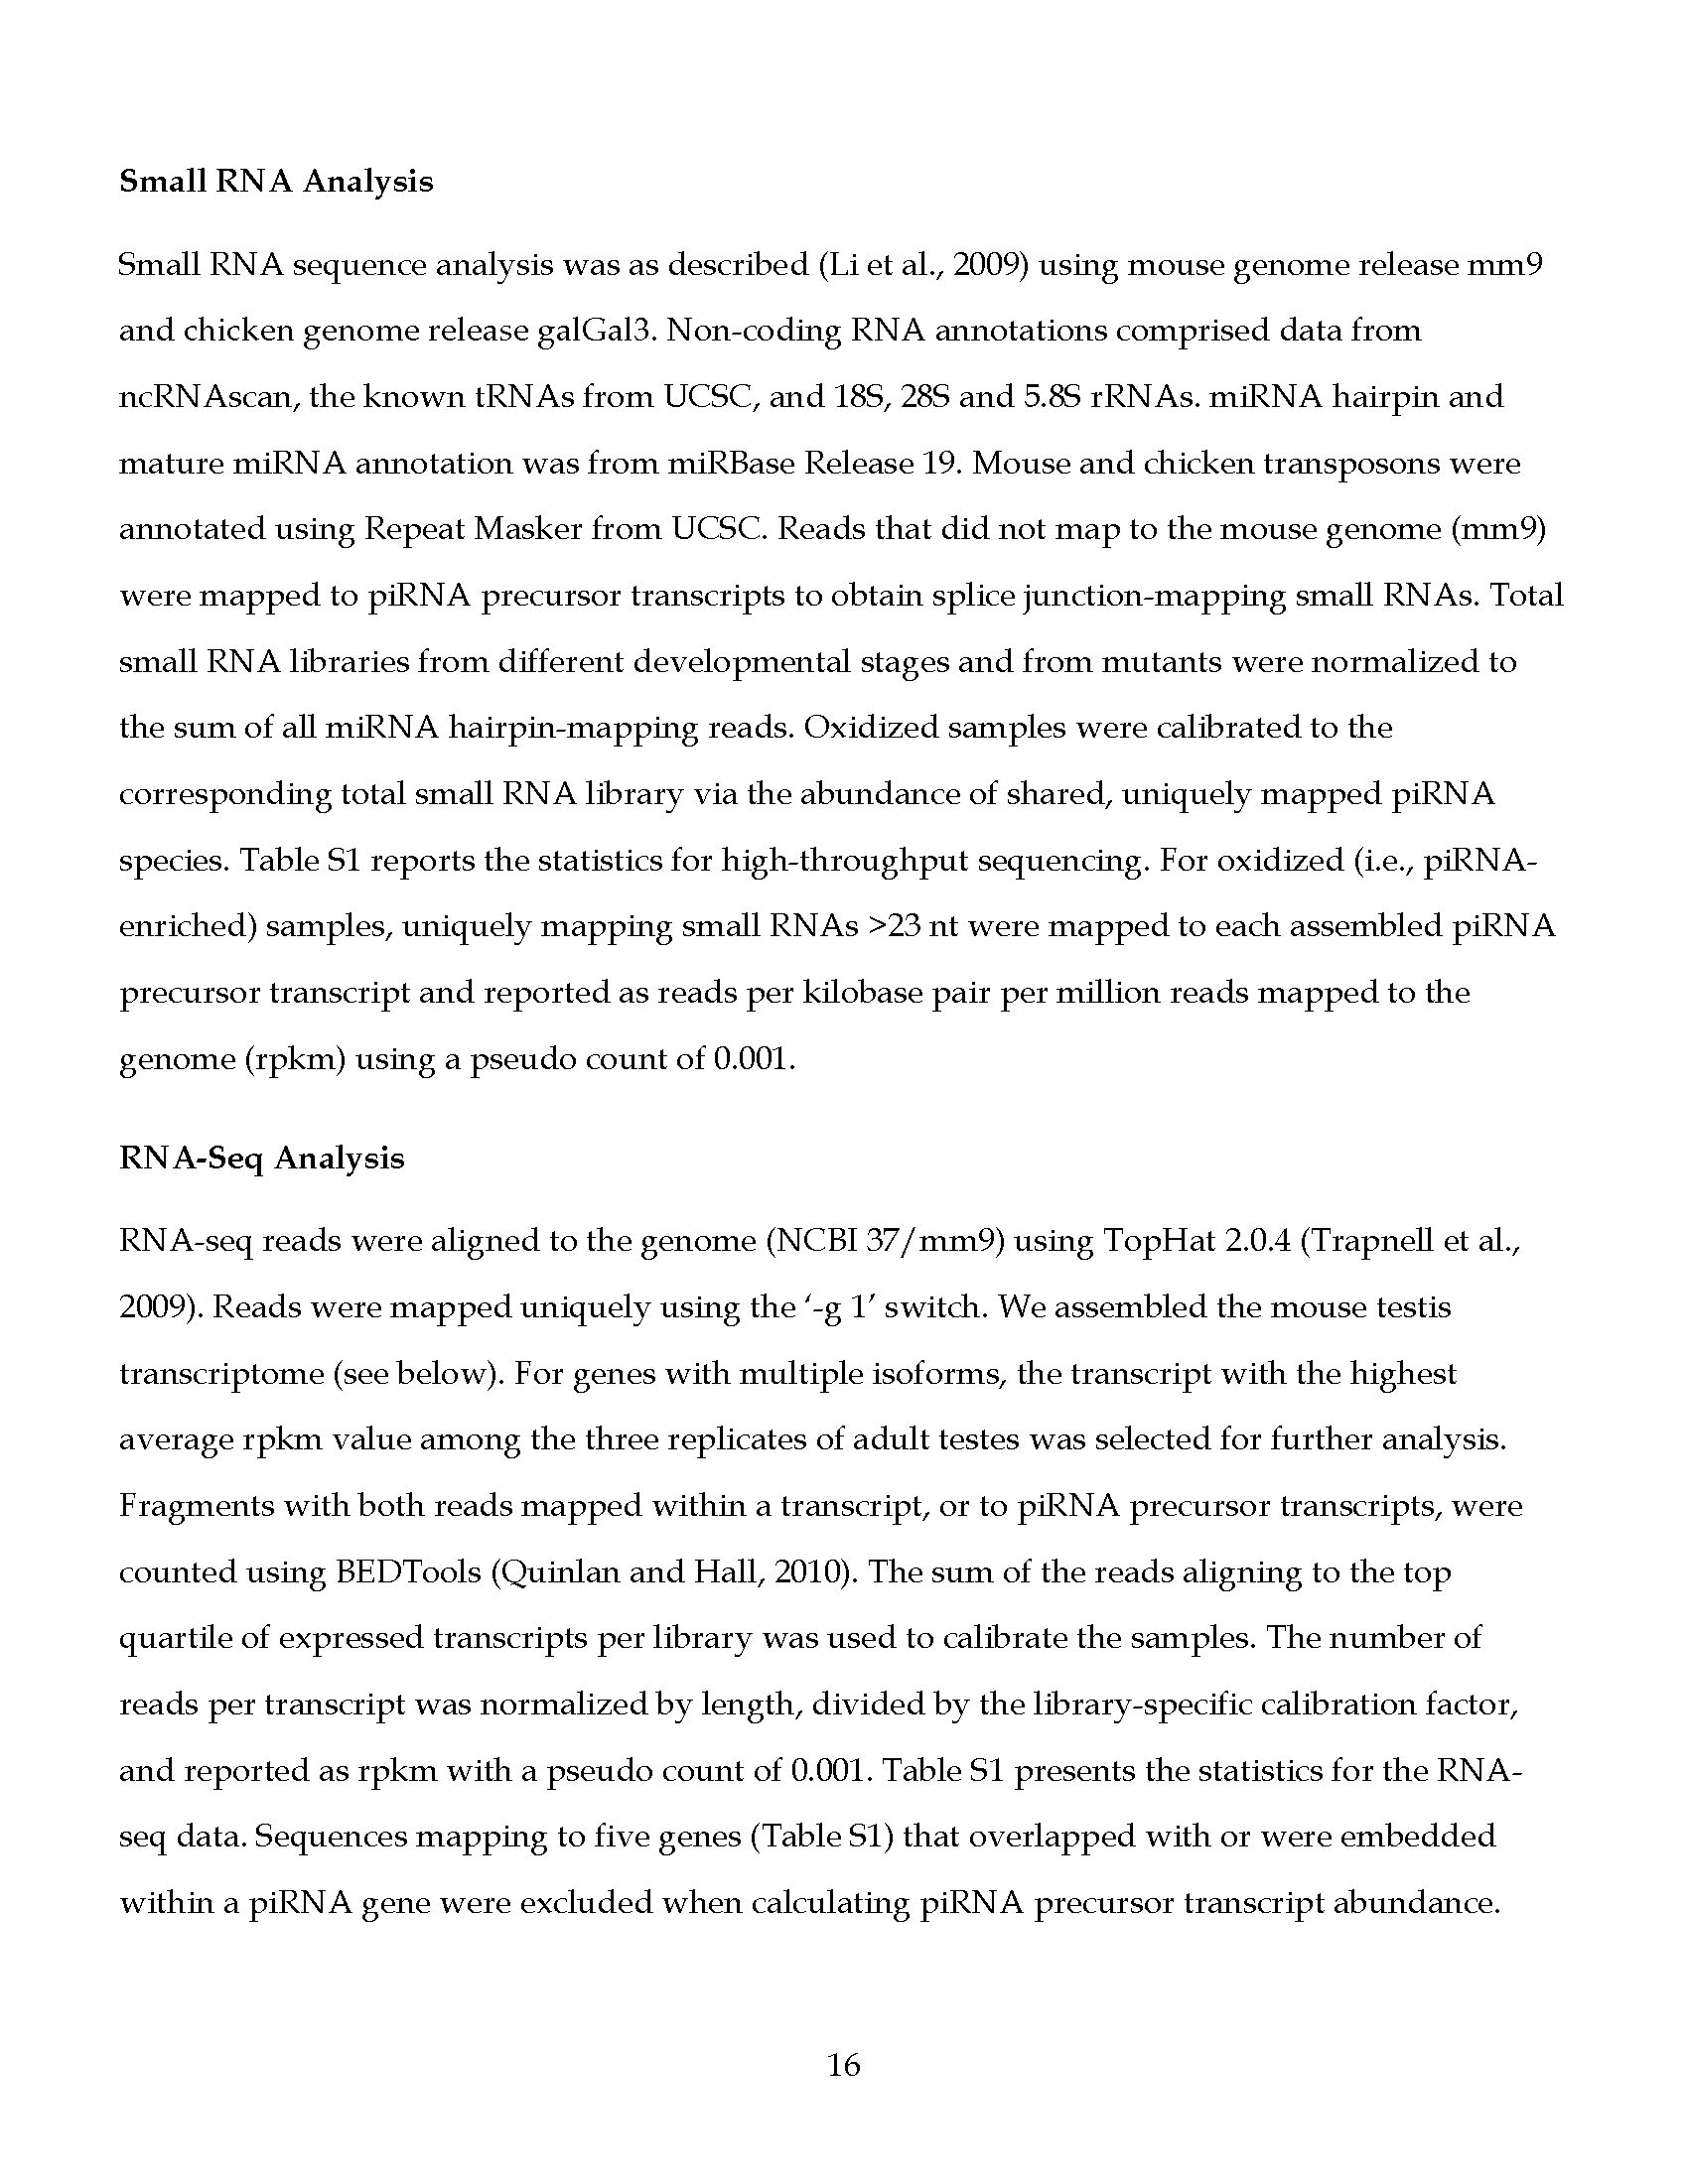 Small RNA Analysis
Small RNA sequence analysis was as described (Li et al., 2009) using mouse genome release mm9
and chicken genome release galGal3. Non-coding RNA annotations comprised data from
ncRNAscan, the known tRNAs from UCSC, and 18S, 28S and 5.8S rRNAs. miRNA hairpin and
mature miRNA annotation was from miRBase Release 19. Mouse and chicken transposons were
annotated using Repeat Masker from UCSC. Reads that did not map to the mouse genome (mm9)
were mapped to piRNA precursor transcripts to obtain splice junction-mapping small RNAs. Total
small RNA libraries from different developmental stages and from mutants were normalized to
the sum of all miRNA hairpin-mapping reads. Oxidized samples were calibrated to the
corresponding total small RNA library via the abundance of shared, uniquely mapped piRNA
species. Table S1 reports the statistics for high-throughput sequencing. For oxidized (i.e., piRNA-
enriched) samples, uniquely mapping small RNAs >23 nt were mapped to each assembled piRNA
precursor transcript and reported as reads per kilobase pair per million reads mapped to the
genome (rpkm) using a pseudo count of 0.001.
RNA-Seq Analysis
RNA-seq reads were aligned to the genome (NCBI 37/mm9) using TopHat 2.0.4 (Trapnell et al.,
2009). Reads were mapped uniquely using the ‘-g 1’ switch. We assembled the mouse testis
transcriptome (see below). For genes with multiple isoforms, the transcript with the highest
average rpkm value among the three replicates of adult testes was selected for further analysis.
Fragments with both reads mapped within a transcript, or to piRNA precursor transcripts, were
counted using BEDTools (Quinlan and Hall, 2010). The sum of the reads aligning to the top
quartile of expressed transcripts per library was used to calibrate the samples. The number of
reads per transcript was normalized by length, divided by the library-specific calibration factor,
and reported as rpkm with a pseudo count of 0.001. Table S1 presents the statistics for the RNA-
seq data. Sequences mapping to five genes (Table S1) that overlapped with or were embedded
within a piRNA gene were excluded when calculating piRNA precursor transcript abundance.
16